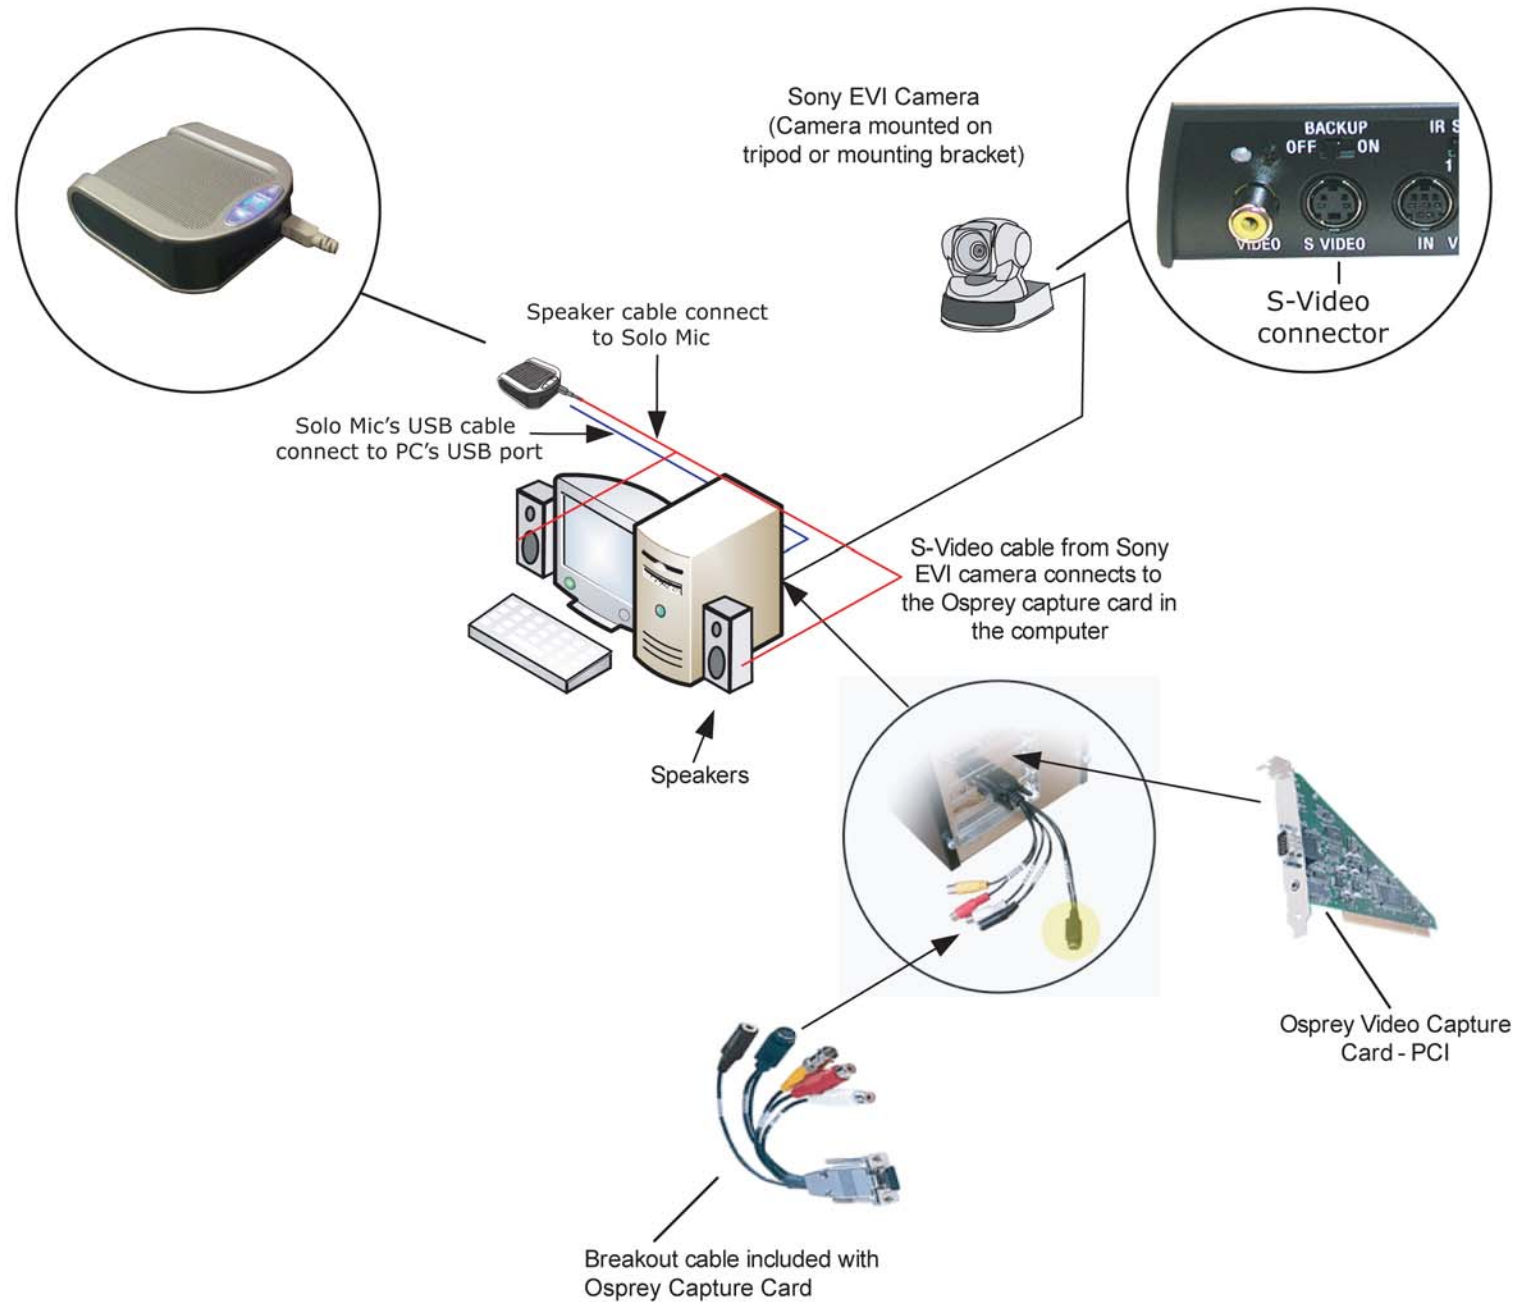 Sony EVI Camera
(Camera mounted on
tripod or mounting bracket)
BACKUP
OFF ON
IR S
1
VIDEO S VIDEO IN V
S-Video
connector
Speaker cable connect
to Solo Mic
Solo Mic's USB cable
connect to PC's USB port
S-Video cable from Sony
EVI camera connects to
the Osprey capture card in
the computer
Speakers
Osprey Video Capture
Card - PCI
Breakout cable included with
Osprey Capture Card